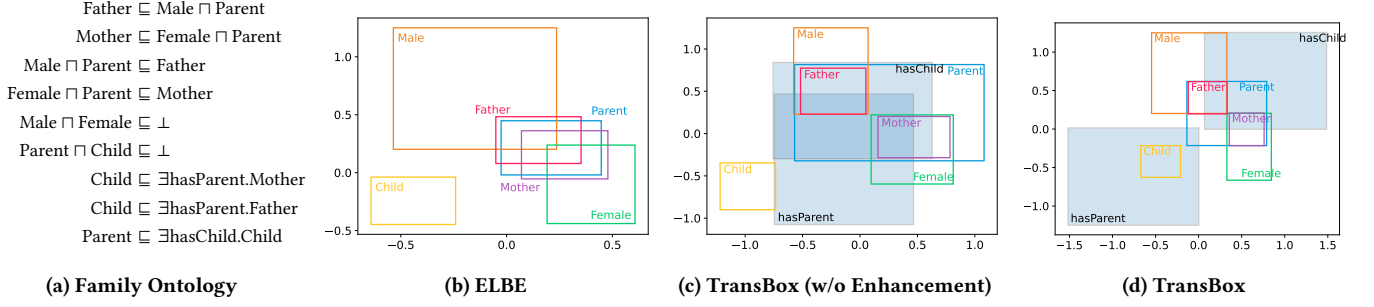 Father ⊑ Male ⊓ Parent
Mother ⊑ Female ⊓ Parent
Male ⊓ Parent ⊑ Father
Female ⊓ Parent ⊑ Mother
Male ⊓ Female ⊑ ⊥
Parent ⊓ Child ⊑ ⊥
Child ⊑ ∃hasParent.Mother
Child ⊑ ∃hasParent.Father
Parent ⊑ ∃hasChild.Child
(a) Family Ontology
1.0
0.5
0.0
−0.5
Male
Father
Parent
Child
Mother
Female
−0.5
0.0
0.5
(b) ELBE
1.0
0.5
0.0
−0.5
−1.0
Male
hasChild
Parent
Father
Mother
Child
Female
hasParent
−1.0
−0.5
0.0
0.5
1.0
(c) TransBox (w/o Enhancement)
1.0
0.5
0.0
−0.5
−1.0
Male
hasChild
Father
Parent
Mother
Child
Female
hasParent
−1.5
−1.0
−0.5
0.0
0.5
1.0
1.5
(d) TransBox